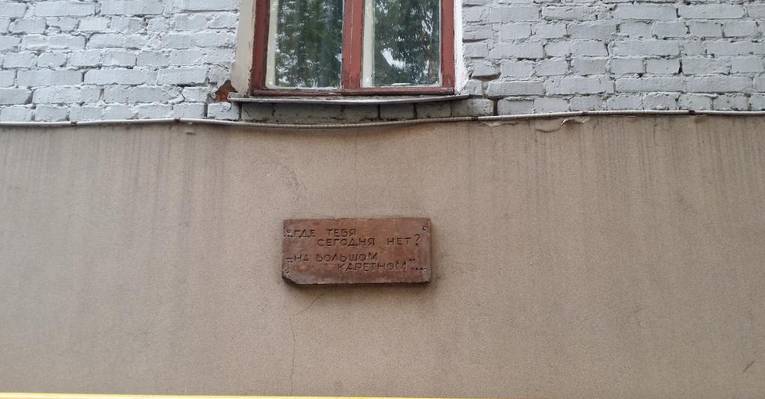 „ГДЕ ТЕБЯ
СЕГОДНЯ НЕТ?
–НА БОЛЬШОМ
КАРЕТНОМ"...